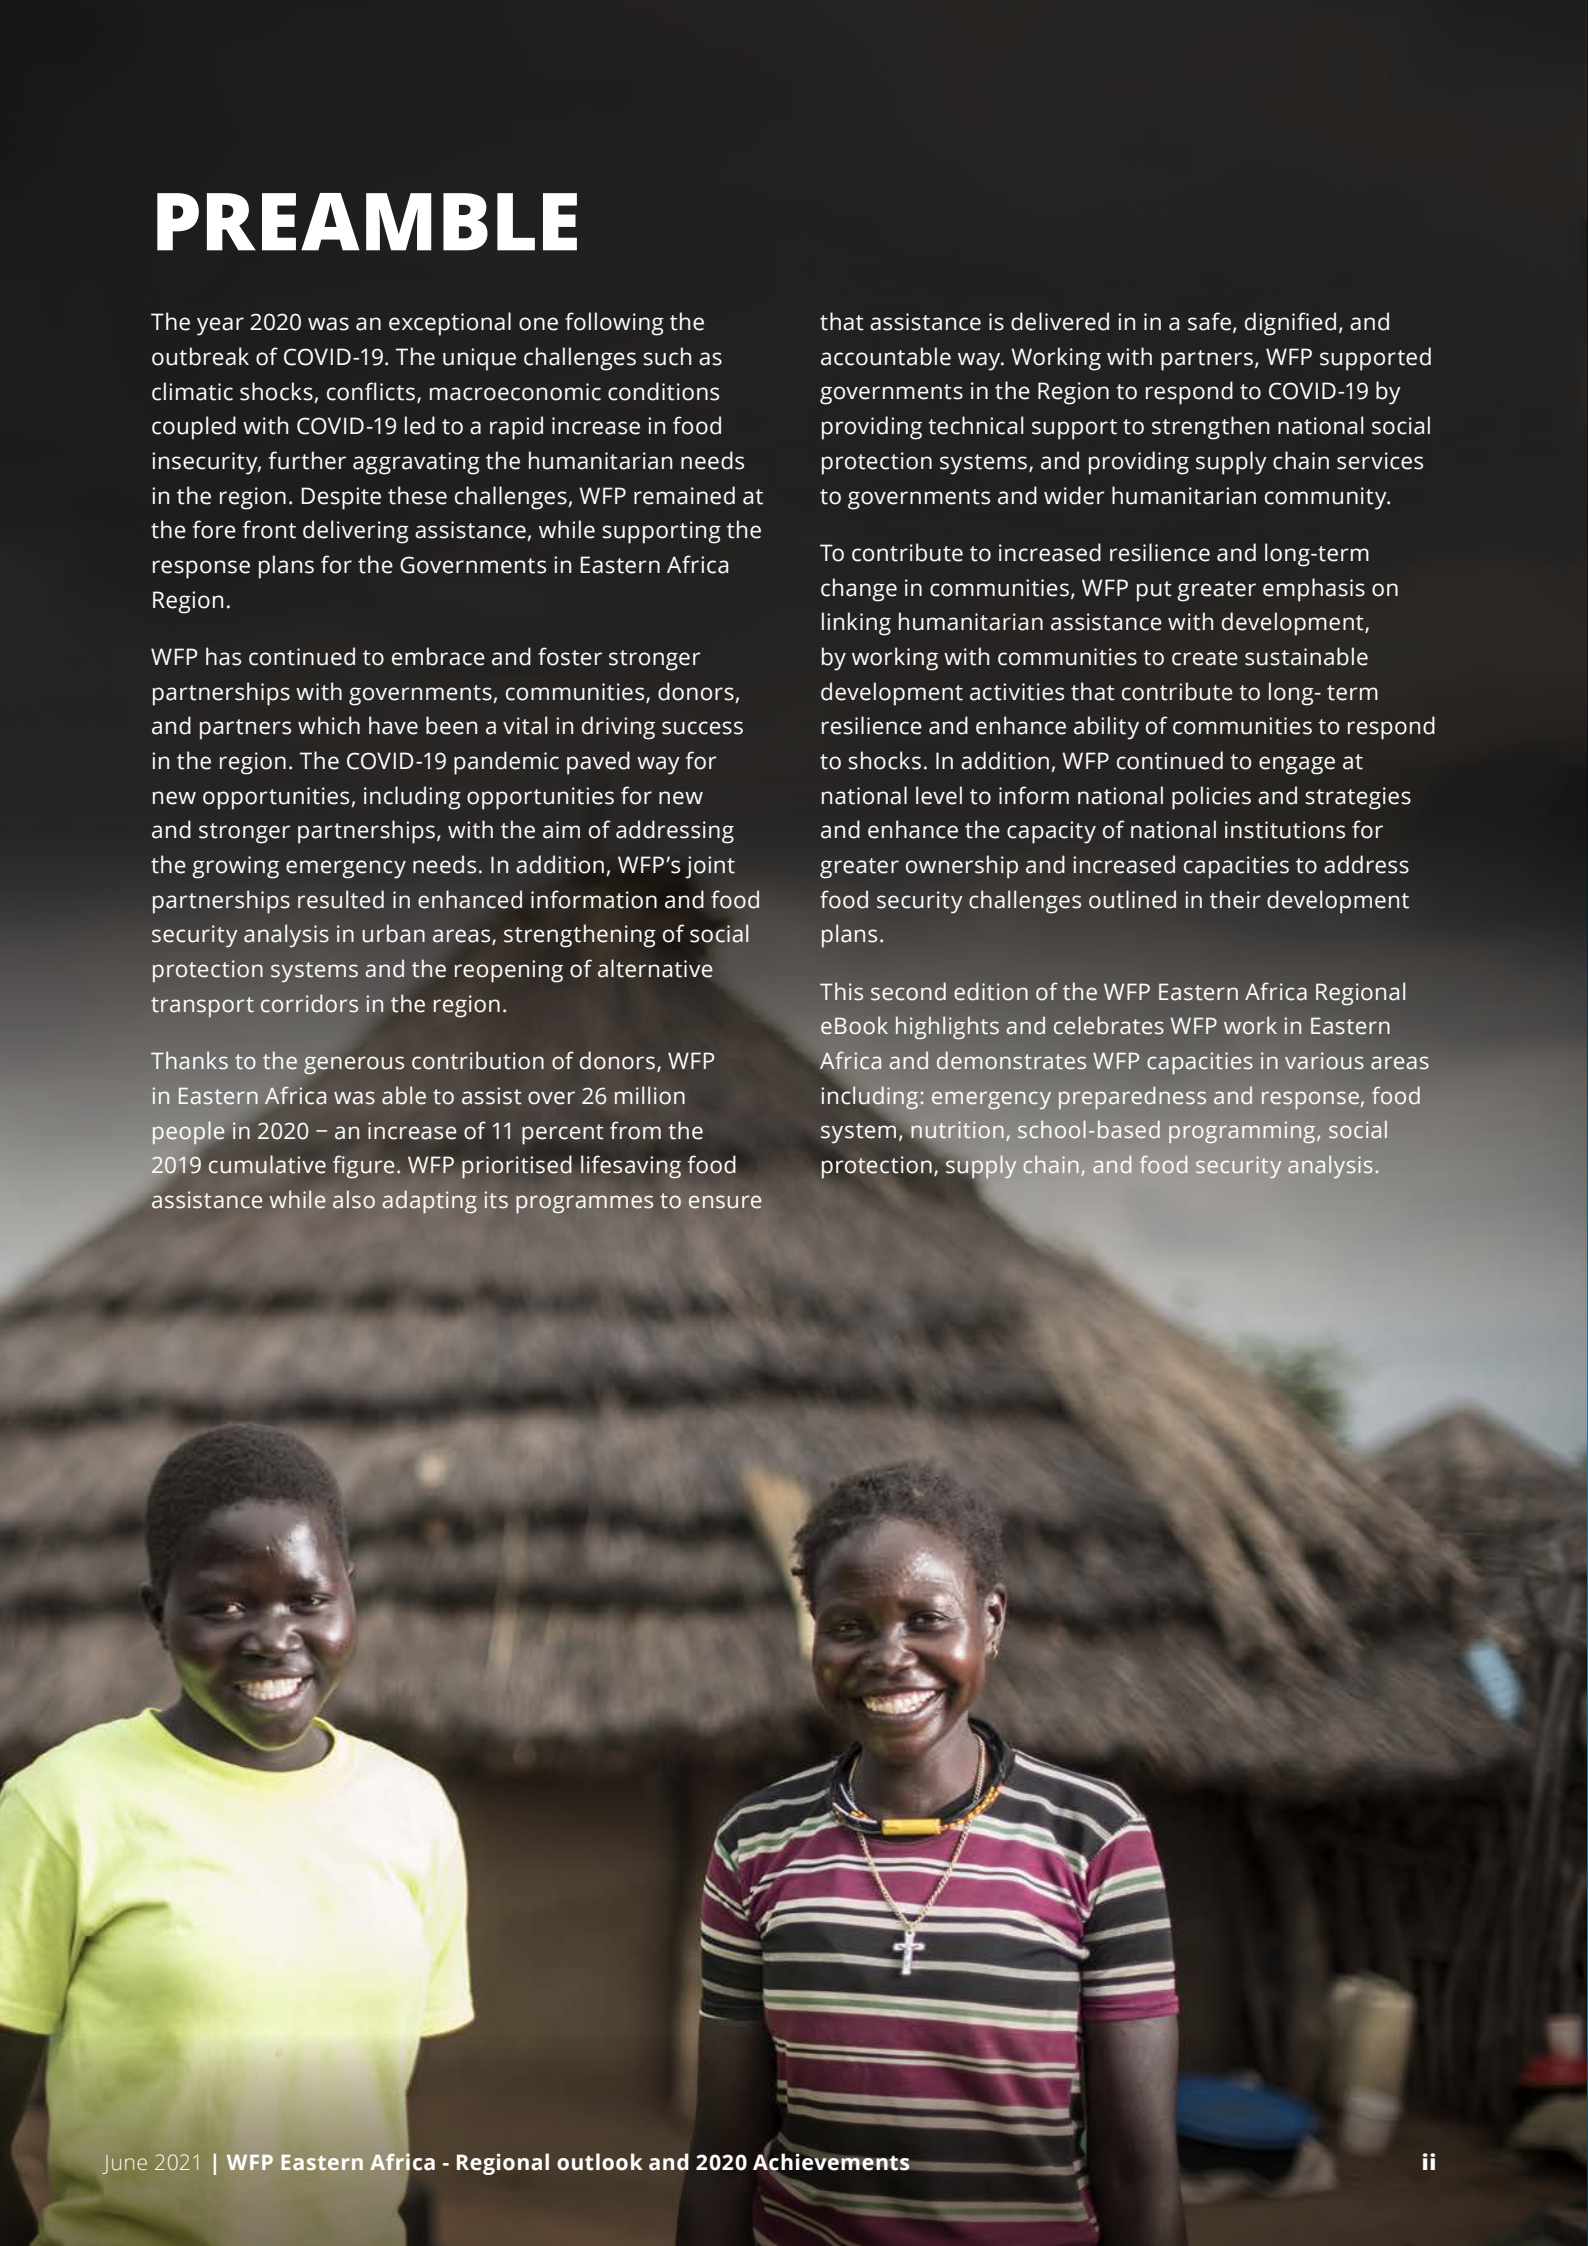 PREAMBLE
The year 2020 was an exceptional one following the
outbreak of COVID-19. The unique challenges such as
climatic shocks, conflicts, macroeconomic conditions
coupled with COVID-19 led to a rapid increase in food
insecurity, further aggravating the humanitarian needs
in the region. Despite these challenges, WFP remained at
the fore front delivering assistance, while supporting the
response plans for the Governments in Eastern Africa
Region.
WFP has continued to embrace and foster stronger
partnerships with governments, communities, donors,
and partners which have been a vital in driving success
in the region. The COVID-19 pandemic paved way for
new opportunities, including opportunities for new
and stronger partnerships, with the aim of addressing
the growing emergency needs. In addition, WFP’s joint
partnerships resulted in enhanced information and food
security analysis in urban areas, strengthening of social
protection systems and the reopening of alternative
transport corridors in the region.
Thanks to the generous contribution of donors, WFP
in Eastern Africa was able to assist over 26 million
people in 2020 – an increase of 11 percent from the
2019 cumulative figure. WFP prioritised lifesaving food
assistance while also adapting its programmes to ensure
that assistance is delivered in in a safe, dignified, and
accountable way. Working with partners, WFP supported
governments in the Region to respond to COVID-19 by
providing technical support to strengthen national social
protection systems, and providing supply chain services
to governments and wider humanitarian community.
To contribute to increased resilience and long-term
change in communities, WFP put greater emphasis on
linking humanitarian assistance with development,
by working with communities to create sustainable
development activities that contribute to long- term
resilience and enhance ability of communities to respond
to shocks. In addition, WFP continued to engage at
national level to inform national policies and strategies
and enhance the capacity of national institutions for
greater ownership and increased capacities to address
food security challenges outlined in their development
plans.
This second edition of the WFP Eastern Africa Regional
eBook highlights and celebrates WFP work in Eastern
Africa and demonstrates WFP capacities in various areas
including: emergency preparedness and response, food
system, nutrition, school-based programming, social
protection, supply chain, and food security analysis.
June 2021 | WFP Eastern Africa - Regional outlook and 2020 Achievements
ii